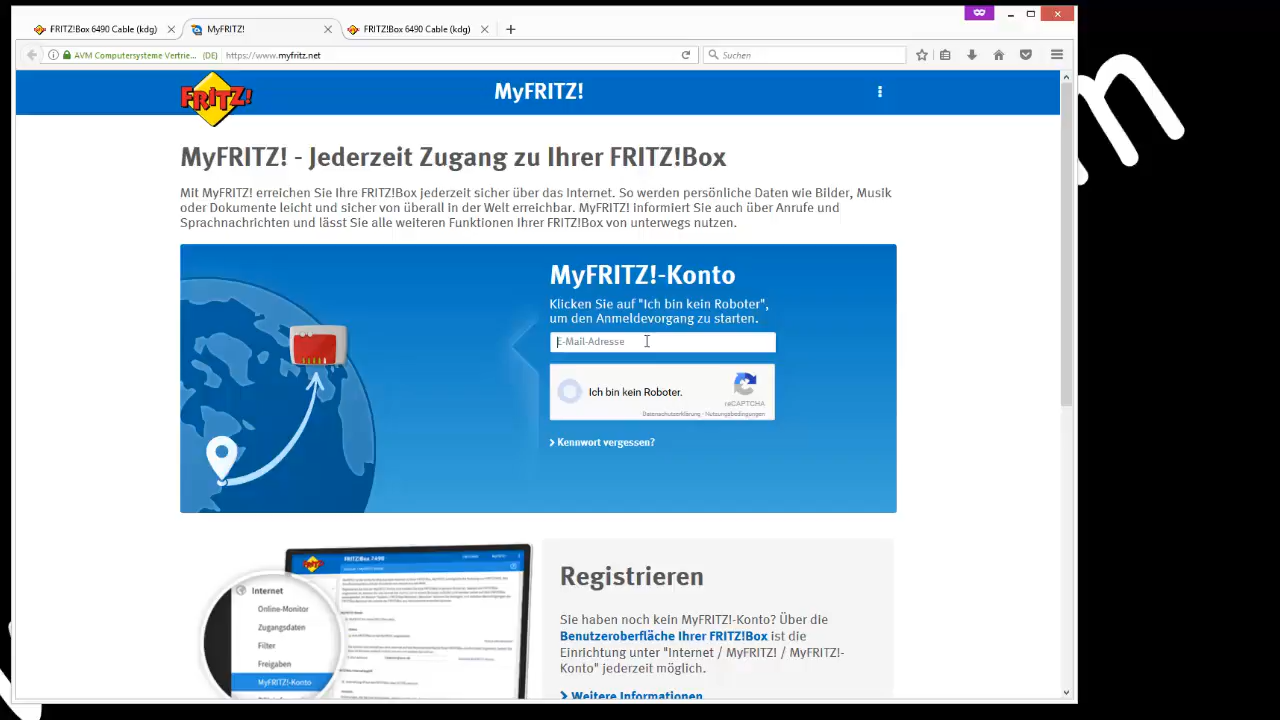 FRITZ!Box 6490 Cable (kdg)
MyFRITZ!
FRITZ!Box 6490 Cable (kdg)
AVM Computersysteme Vertrie... (DE)
https://www.myfritz.net
Suchen
FRITZ!
MyFRITZ!
MyFRITZ! - Jederzeit Zugang zu Ihrer FRITZ!Box
Mit MyFRITZ! erreichen Sie Ihre FRITZ!Box jederzeit sicher über das Internet. So werden persönliche Daten wie Bilder, Musik
oder Dokumente leicht und sicher von überall in der Welt erreichbar. MyFRITZ! informiert Sie auch über Anrufe und
Sprachnachrichten und lässt Sie alle weiteren Funktionen Ihrer FRITZ!Box von unterwegs nutzen.
MyFRITZ!-Konto
Klicken Sie auf "Ich bin kein Roboter",
um den Anmeldevorgang zu starten.
E-Mail-Adresse
Ich bin kein Roboter.
reCAPTCHA
Datenschutzerklärung - Nutzungsbedingungen
Kennwort vergessen?
FRITZ!Box 7490
Internet
Online-Monitor
Zugangsdaten
Filter
Freigaben
MyFRITZ!-Konto
Registrieren
Sie haben noch kein MyFRITZ!-Konto? Über die
Benutzeroberfläche Ihrer FRITZ!Box ist die
Einrichtung unter "Internet / MyFRITZ! / MyFRITZ!-
Konto" jederzeit möglich.
Weitere Informationen